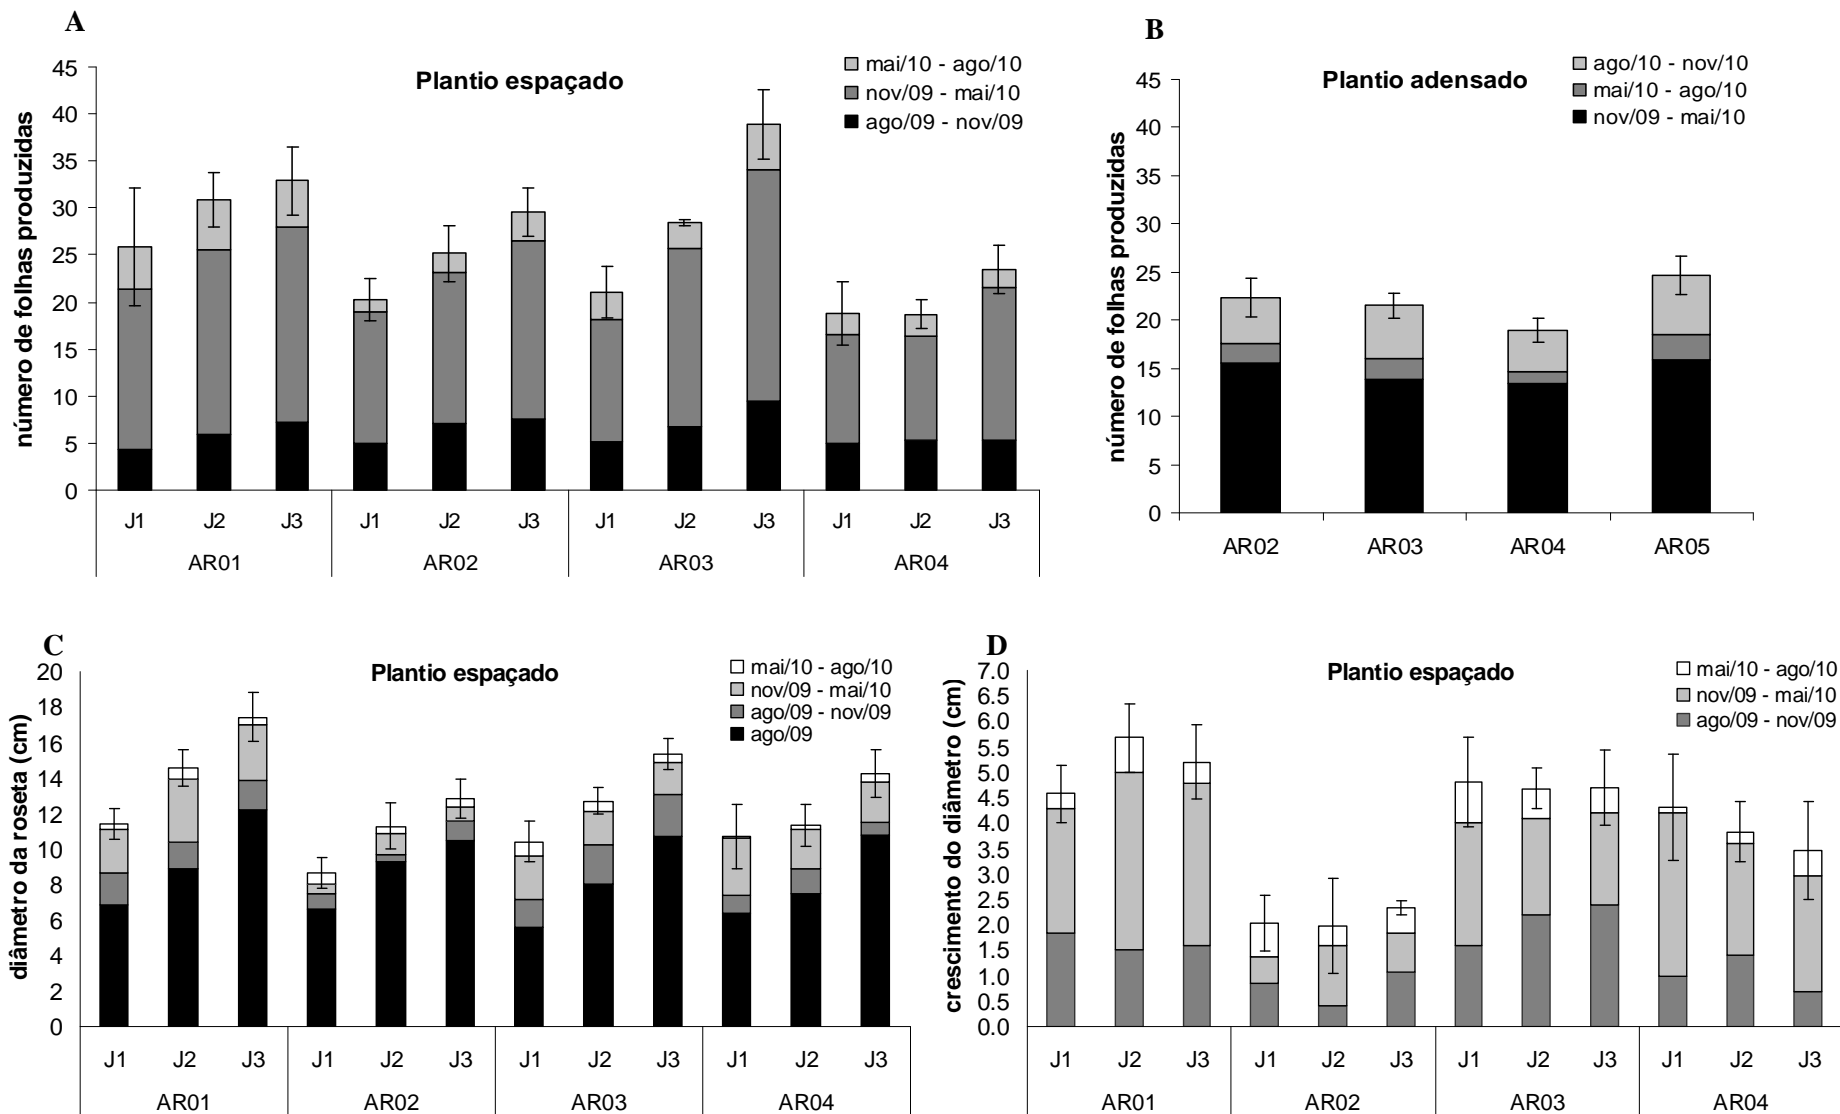 A
Plantio espaçado
mai/10 - ago/10
nov/09 - mai/10
ago/09 - nov/09
número de folhas produzidas
45
40
35
30
25
20
15
10
5
0
J1 J2 J3 J1 J2 J3 J1 J2 J3 J1 J2 J3
AR01 AR02 AR03 AR04
B
Plantio adensado
ago/10 - nov/10
mai/10 - ago/10
nov/09 - mai/10
número de folhas produzidas
45
40
35
30
25
20
15
10
5
0
AR02 AR03 AR04 AR05
C
Plantio espaçado
mai/10 - ago/10
nov/09 - mai/10
ago/09 - nov/09
ago/09
diâmetro da roseta (cm)
20
18
16
14
12
10
8
6
4
2
0
J1 J2 J3 J1 J2 J3 J1 J2 J3 J1 J2 J3
AR01 AR02 AR03 AR04
D
Plantio espaçado
mai/10 - ago/10
nov/09 - mai/10
ago/09 - nov/09
crescimento do diâmetro (cm)
7.0
6.5
6.0
5.5
5.0
4.5
4.0
3.5
3.0
2.5
2.0
1.5
1.0
0.5
0.0
J1 J2 J3 J1 J2 J3 J1 J2 J3 J1 J2 J3
AR01 AR02 AR03 AR04